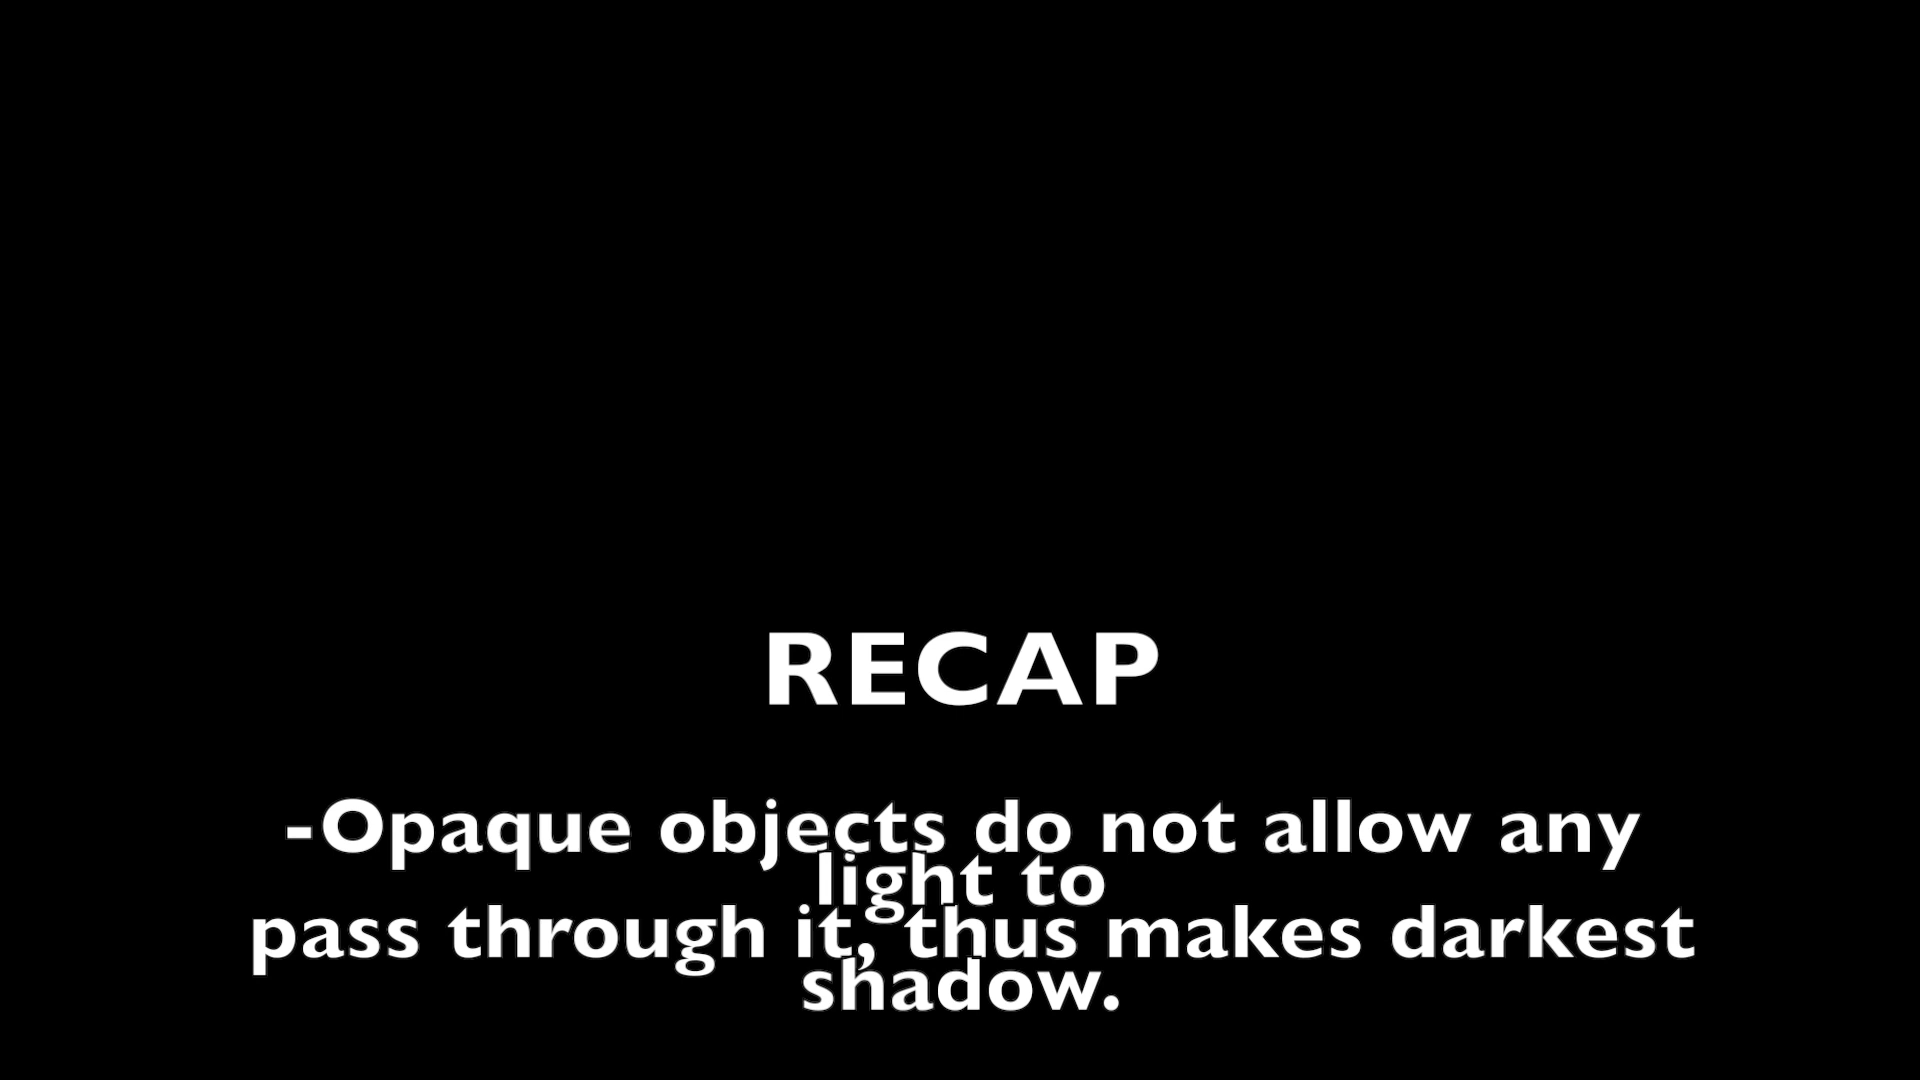 RECAP
-Opaque objects do not allow any
light to
pass through it, thus makes darkest
shadow.